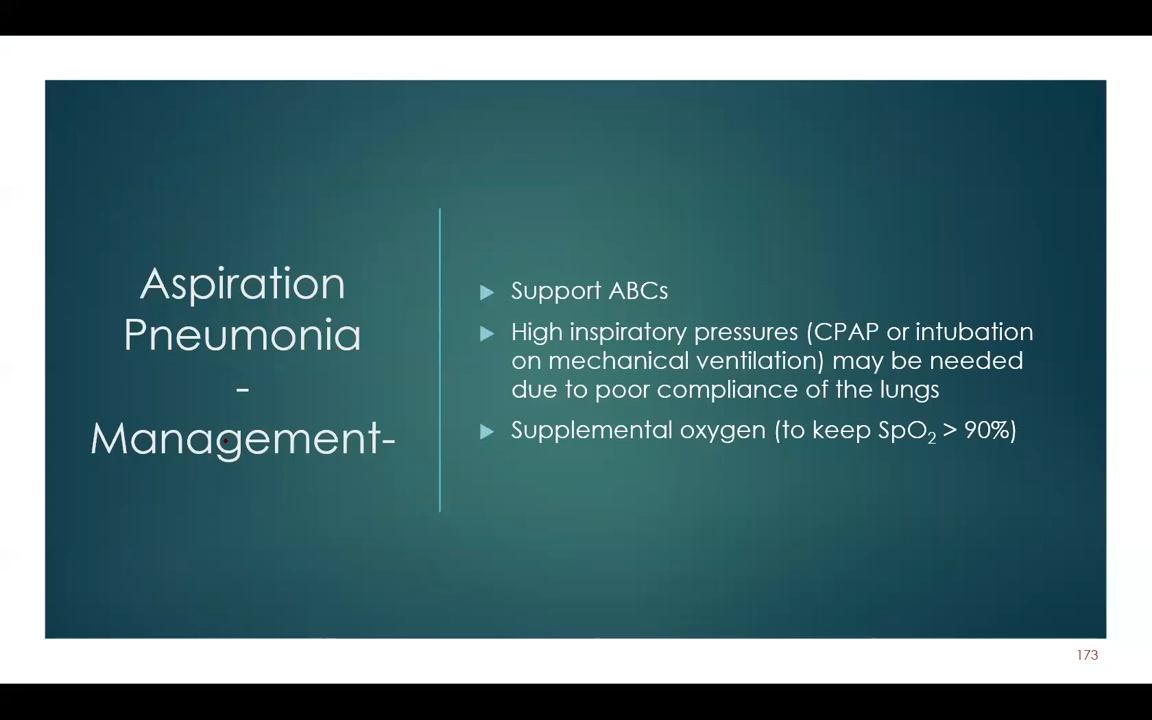 Aspiration
Pneumonia
-
Management-
Support ABCs
High inspiratory pressures (CPAP or intubation
on mechanical ventilation) may be needed
due to poor compliance of the lungs
Supplemental oxygen (to keep SpO₂ > 90%)
173